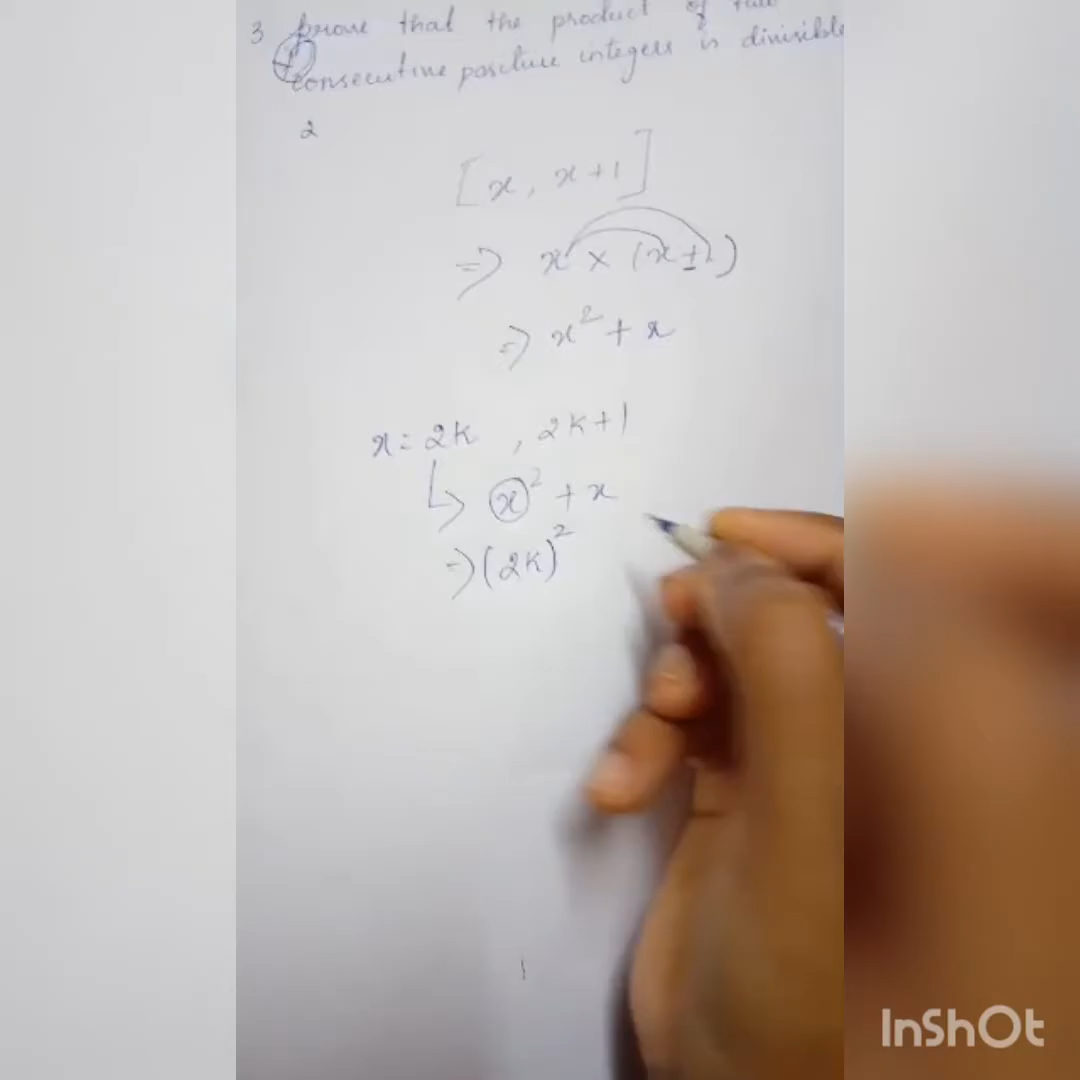 3 prove that the product of two
consecutive positive integers is divisible
2
[x, x+1]
=> x × (x+1)
=> x² + x
x = 2k , 2k+1
↳ x² + x
=> (2k)²
InShOt